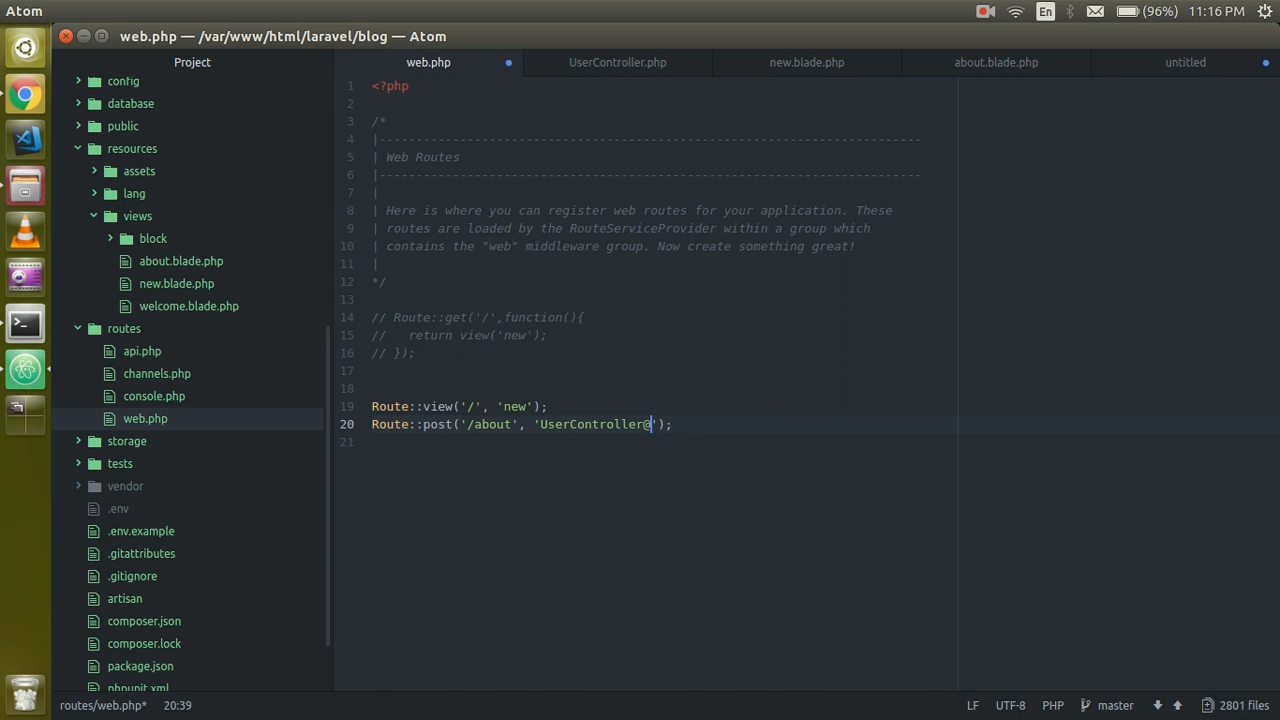 Atom
En
(96%)
11:16 PM
web.php — /var/www/html/laravel/blog — Atom
Project
web.php
UserController.php
new.blade.php
about.blade.php
untitled
config
database
public
resources
assets
lang
views
block
about.blade.php
new.blade.php
welcome.blade.php
routes
api.php
channels.php
console.php
web.php
storage
tests
vendor
.env
.env.example
.gitattributes
.gitignore
artisan
composer.json
composer.lock
package.json
phpunit.xml
1 <?php
2
3 /*
4 |--------------------------------------------------------------------------
5 | Web Routes
6 |--------------------------------------------------------------------------
7 |
8 | Here is where you can register web routes for your application. These
9 | routes are loaded by the RouteServiceProvider within a group which
10 | contains the "web" middleware group. Now create something great!
11 |
12 */
13
14 // Route::get('/',function(){
15 //   return view('new');
16 // });
17
18
19 Route::view('/', 'new');
20 Route::post('/about', 'UserController@');
21
routes/web.php*
20:39
LF
UTF-8
PHP
master
2801 files